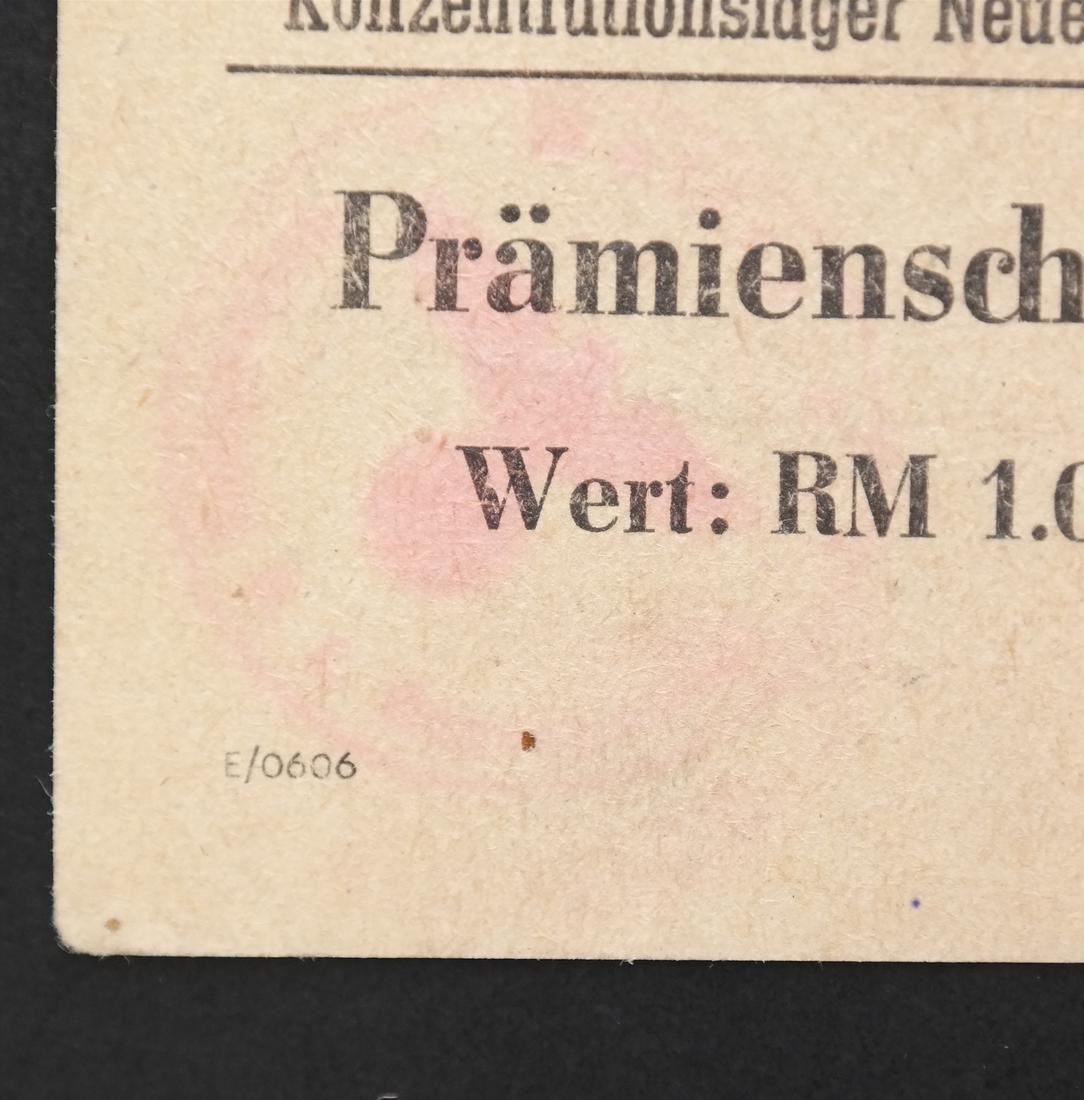 Konzentrationslager Neue
Prämiensch
Wert: RM 1.0
E/0606